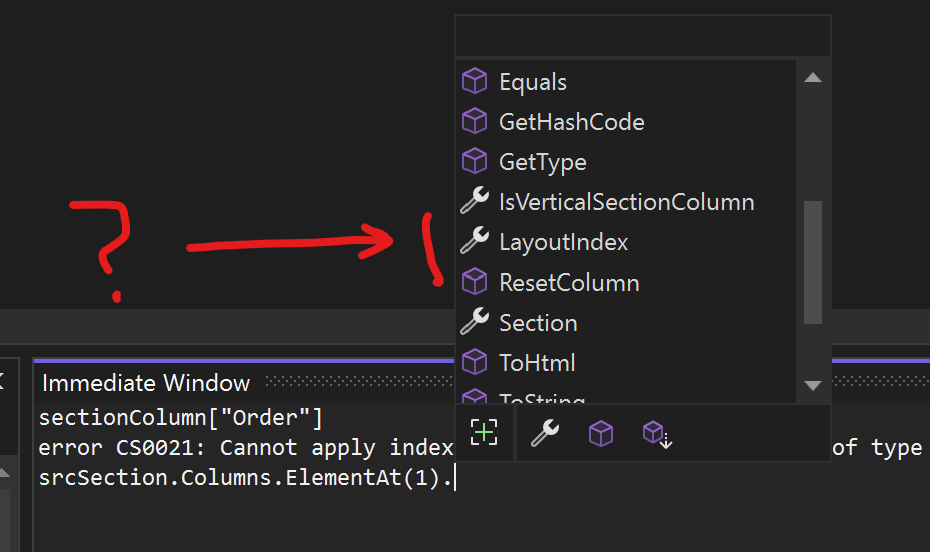 Equals
GetHashCode
GetType
IsVerticalSectionColumn
?
LayoutIndex
ResetColumn
Section
ToHtml
ToString
Immediate Window
sectionColumn["Order"]
error CS0021: Cannot apply index of type
srcSection.Columns.ElementAt(1).